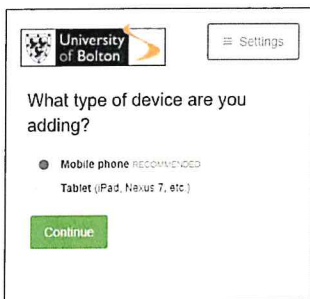 University
of Bolton
≡ Settings
What type of device are you
adding?
Mobile phone RECOMMENDED
Tablet (iPad, Nexus 7, etc.)
Continue